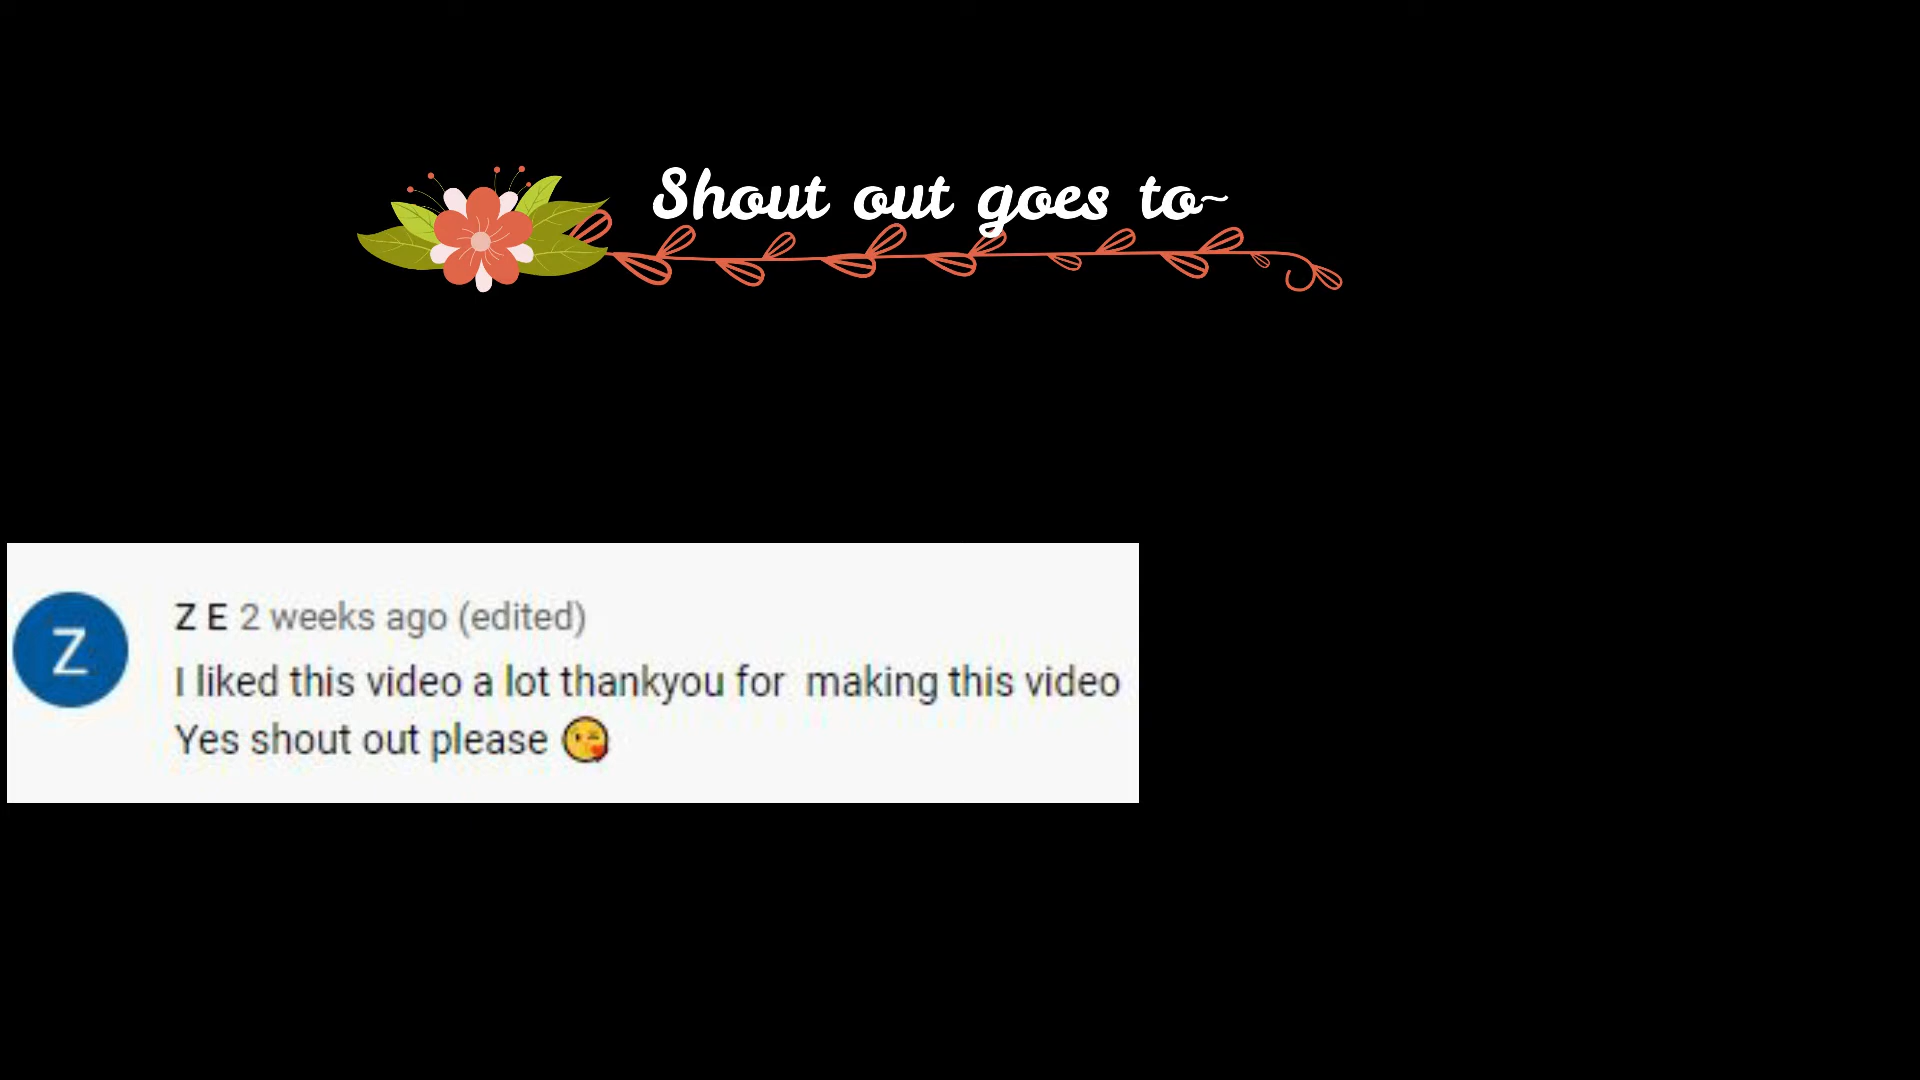 Shout out goes to~
Z
Z E 2 weeks ago (edited)
I liked this video a lot thankyou for  making this video
Yes shout out please 😘